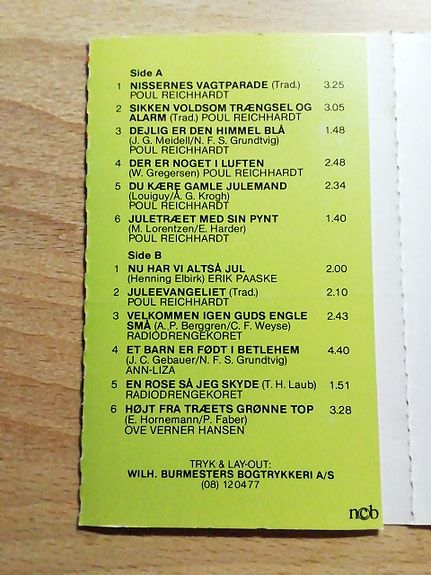 Side A
1 NISSERNES VAGTPARADE (Trad.) 3.25
POUL REICHHARDT
2 SIKKEN VOLDSOM TRÆNGSEL OG 3.05
ALARM (Trad.) POUL REICHHARDT
3 DEJLIG ER DEN HIMMEL BLÅ 1.48
(J. G. Meidell/N. F. S. Grundtvig)
POUL REICHHARDT
4 DER ER NOGET I LUFTEN 2.48
(W. Gregersen) POUL REICHHARDT
5 DU KÆRE GAMLE JULEMAND 2.34
(Louiguy/A. G. Krogh)
POUL REICHHARDT
6 JULETRÆET MED SIN PYNT 1.40
(M. Lorentzen/E. Harder)
POUL REICHHARDT
Side B
1 NU HAR VI ALTSÅ JUL 2.00
(Henning Elbirk) ERIK PAASKE
2 JULEEVANGELIET (Trad.) 2.10
POUL REICHHARDT
3 VELKOMMEN IGEN GUDS ENGLE 2.43
SMÅ (A. P. Berggren/C. F. Weyse)
RADIODRENGEKORET
4 ET BARN ER FØDT I BETLEHEM 4.40
(J. C. Gebauer/N. F. S. Grundtvig)
ANN-LIZA
5 EN ROSE SÅ JEG SKYDE (T. H. Laub) 1.51
RADIODRENGEKORET
6 HØJT FRA TRÆETS GRØNNE TOP 3.28
(E. Hornemann/P. Faber)
OVE VERNER HANSEN
TRYK & LAY-OUT:
WILH. BURMESTERS BOGTRYKKERI A/S
(08) 120477
ncb